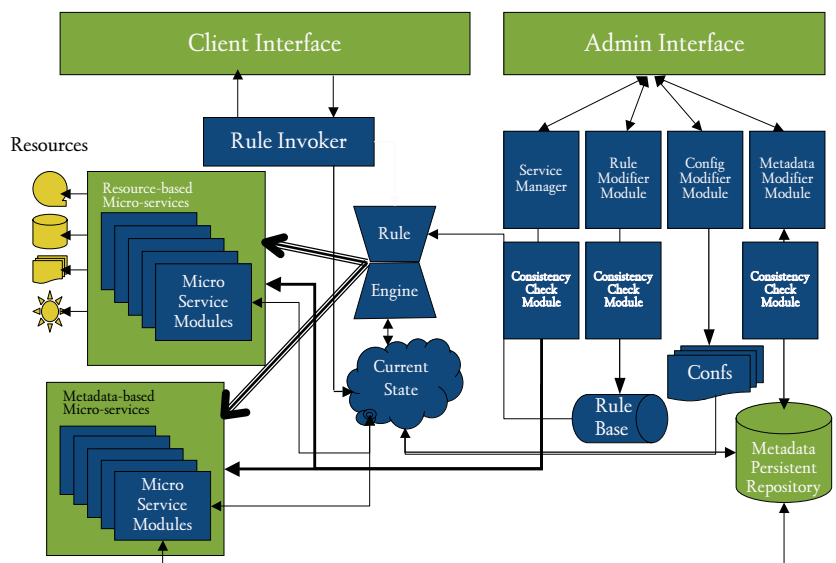 Client Interface
Admin Interface
Rule Invoker
Resources
Service
Manager
Rule
Modifier
Module
Config
Modifier
Module
Metadata
Modifier
Module
Resource-based
Micro-services
Micro
Service
Modules
Rule
Engine
Consistency
Check
Module
Consistency
Check
Module
Consistency
Check
Module
Current
State
Confs
Metadata-based
Micro-services
Micro
Service
Modules
Rule
Base
Metadata
Persistent
Repository